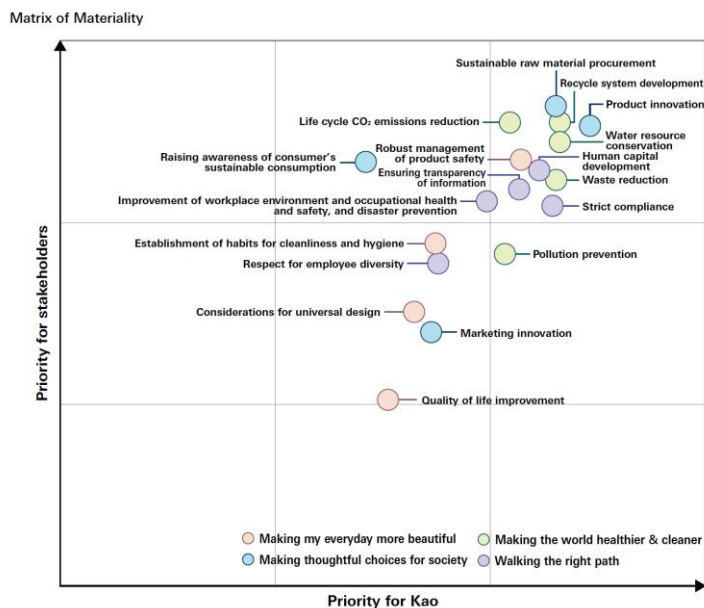 Matrix of Materiality
Sustainable raw material procurement
Recycle system development
Product innovation
Life cycle CO₂ emissions reduction
Water resource
conservation
Robust management
of product safety
Human capital
development
Raising awareness of consumer's
sustainable consumption
Ensuring transparency
of information
Waste reduction
Improvement of workplace environment and occupational health
and safety, and disaster prevention
Strict compliance
Establishment of habits for cleanliness and hygiene
Respect for employee diversity
Pollution prevention
Considerations for universal design
Marketing innovation
Quality of life improvement
Priority for stakeholders
Making my everyday more beautiful
Making the world healthier & cleaner
Making thoughtful choices for society
Walking the right path
Priority for Kao